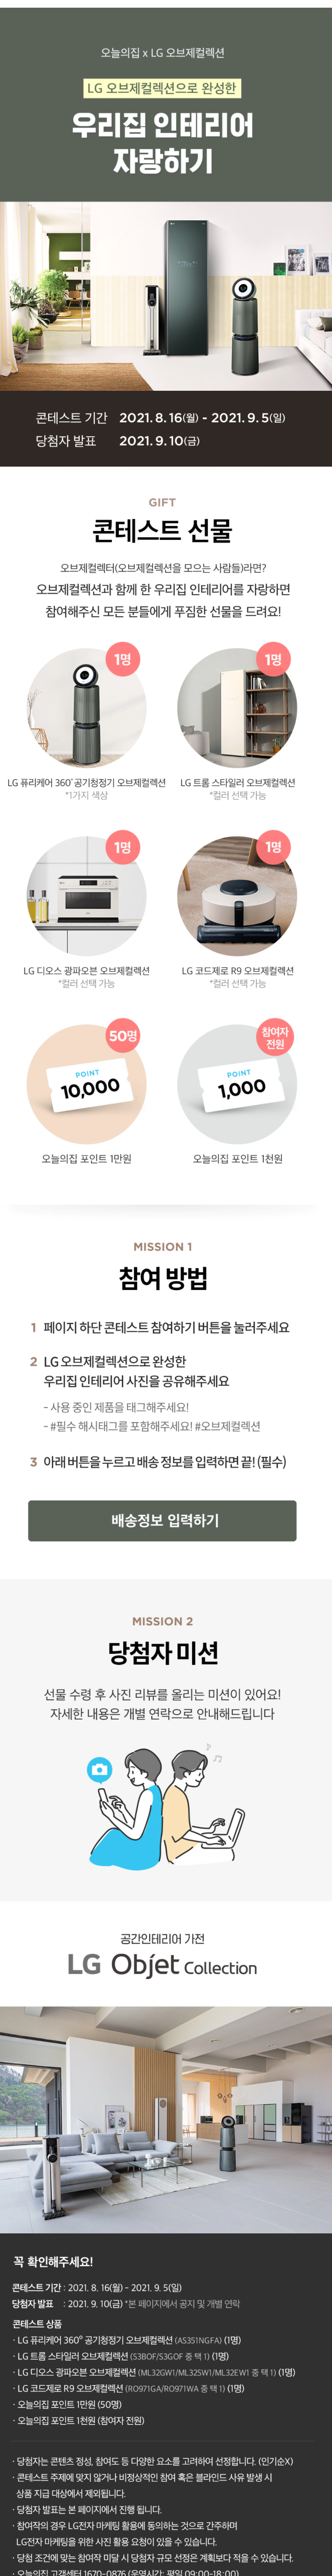 오늘의집 x LG 오브제컬렉션
LG 오브제컬렉션으로 완성한
우리집 인테리어
자랑하기
콘테스트 기간 2021. 8. 16(월) - 2021. 9. 5(일)
당첨자 발표 2021. 9. 10(금)
GIFT
콘테스트 선물
오브제컬렉터(오브제컬렉션을 모으는 사람들)라면?
오브제컬렉션과 함께 한 우리집 인테리어를 자랑하면
참여해주신 모든 분들에게 푸짐한 선물을 드려요!
1명
1명
LG 퓨리케어 360˚공기청정기 오브제컬렉션
*1가지 색상
LG 트롬 스타일러 오브제컬렉션
*컬러 선택 가능
1명
1명
LG 디오스 광파오븐 오브제컬렉션
*컬러 선택 가능
LG 코드제로 R9 오브제컬렉션
*컬러 선택 가능
50명
POINT
10,000
참여자
전원
POINT
1,000
오늘의집 포인트 1만원
오늘의집 포인트 1천원
MISSION 1
참여 방법
1 페이지 하단 콘테스트 참여하기 버튼을 눌러주세요
2 LG 오브제컬렉션으로 완성한
우리집 인테리어 사진을 공유해주세요
- 사용 중인 제품을 태그해주세요!
- #필수 해시태그를 포함해주세요! #오브제컬렉션
3 아래 버튼을 누르고 배송 정보를 입력하면 끝! (필수)
배송정보 입력하기
MISSION 2
당첨자 미션
선물 수령 후 사진 리뷰를 올리는 미션이 있어요!
자세한 내용은 개별 연락으로 안내해드립니다
공간인테리어 가전
LG Objet Collection
꼭 확인해주세요!
콘테스트 기간 : 2021. 8. 16(월) - 2021. 9. 5(일)
당첨자 발표 : 2021. 9. 10(금) *본 페이지에서 공지 및 개별 연락
콘테스트 상품
· LG 퓨리케어 360° 공기청정기 오브제컬렉션 (AS351NGFA) (1명)
· LG 트롬 스타일러 오브제컬렉션 (S3BOF/S3GOF 중 택 1) (1명)
· LG 디오스 광파오븐 오브제컬렉션 (ML32GW1/ML32SW1/ML32EW1 중 택 1) (1명)
· LG 코드제로 R9 오브제컬렉션 (RO971GA/RO971WA 중 택 1) (1명)
· 오늘의집 포인트 1만원 (50명)
· 오늘의집 포인트 1천원 (참여자 전원)
· 당첨자는 콘텐츠 정성, 참여도 등 다양한 요소를 고려하여 선정합니다. (인기순X)
· 콘테스트 주제에 맞지 않거나 비정상적인 참여 혹은 블라인드 사유 발생 시
상품 지급 대상에서 제외됩니다.
· 당첨자 발표는 본 페이지에서 진행 됩니다.
· 참여작의 경우 LG전자 마케팅 활용에 동의하는 것으로 간주하며
LG전자 마케팅을 위한 사진 활용 요청이 있을 수 있습니다.
· 당첨 조건에 맞는 참여작 미달 시 당첨자 규모 선정은 계획보다 적을 수 있습니다.
· 오늘의집 고객센터 1670-0876 (운영시간: 평일 09:00-18:00)